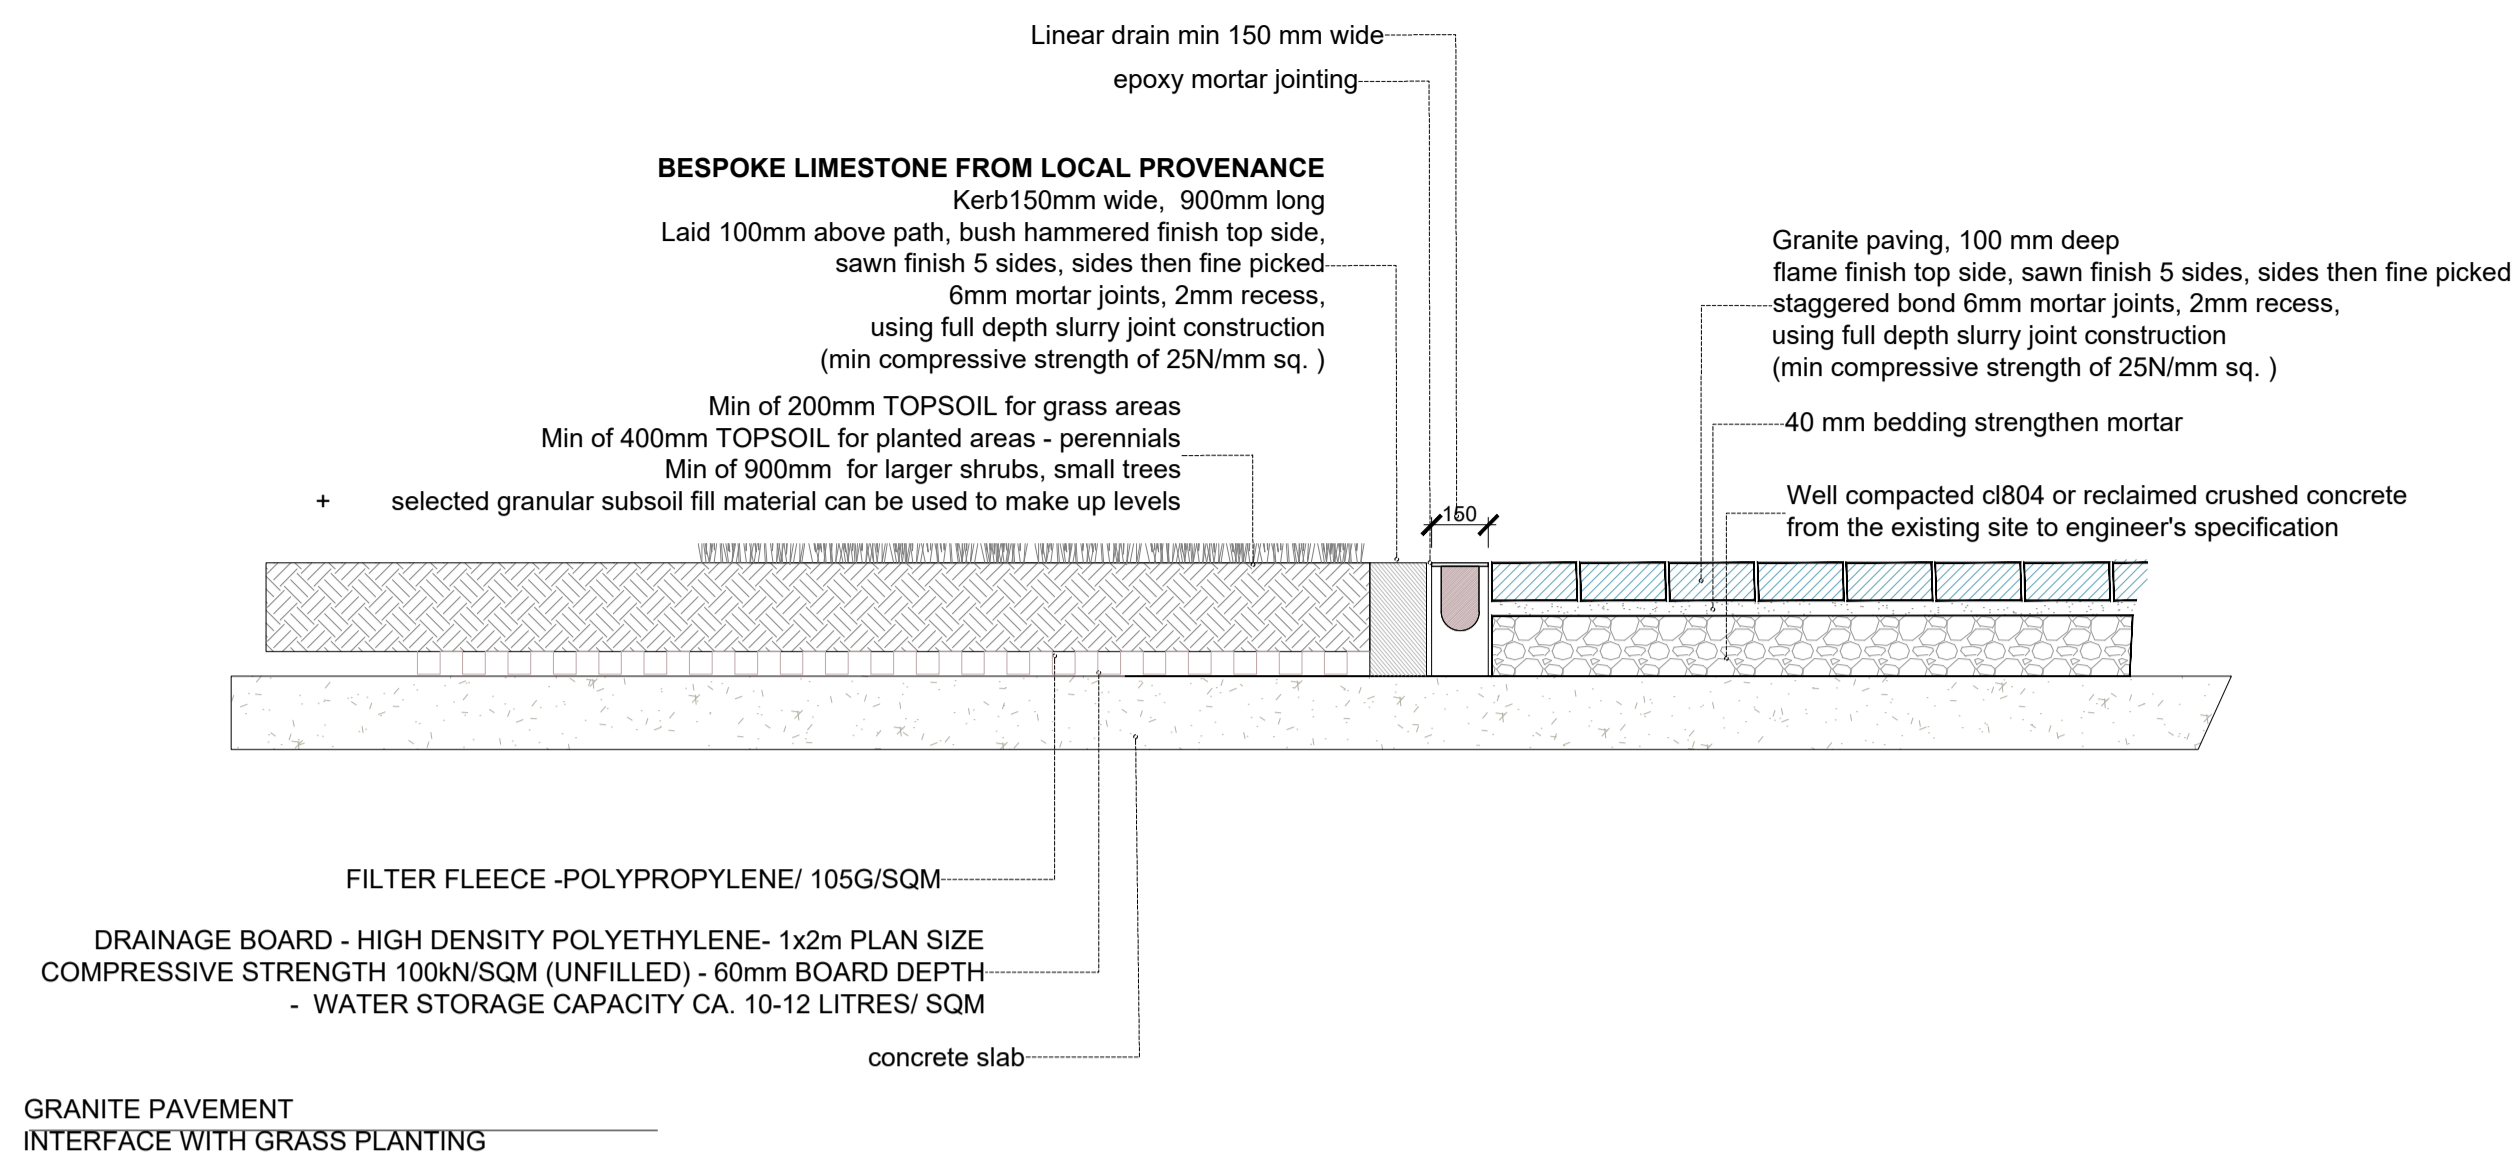 Linear drain min 150 mm wide
epoxy mortar jointing
BESPOKE LIMESTONE FROM LOCAL PROVENANCE
Kerb150mm wide, 900mm long
Laid 100mm above path, bush hammered finish top side,
sawn finish 5 sides, sides then fine picked
6mm mortar joints, 2mm recess,
using full depth slurry joint construction
(min compressive strength of 25N/mm sq. )
Min of 200mm TOPSOIL for grass areas
Min of 400mm TOPSOIL for planted areas - perennials
Min of 900mm for larger shrubs, small trees
+ selected granular subsoil fill material can be used to make up levels
Granite paving, 100 mm deep
flame finish top side, sawn finish 5 sides, sides then fine picked
staggered bond 6mm mortar joints, 2mm recess,
using full depth slurry joint construction
(min compressive strength of 25N/mm sq. )
40 mm bedding strengthen mortar
Well compacted cl804 or reclaimed crushed concrete
from the existing site to engineer's specification
150
FILTER FLEECE -POLYPROPYLENE/ 105G/SQM
DRAINAGE BOARD - HIGH DENSITY POLYETHYLENE- 1x2m PLAN SIZE
COMPRESSIVE STRENGTH 100kN/SQM (UNFILLED) - 60mm BOARD DEPTH
- WATER STORAGE CAPACITY CA. 10-12 LITRES/ SQM
concrete slab
GRANITE PAVEMENT
INTERFACE WITH GRASS PLANTING